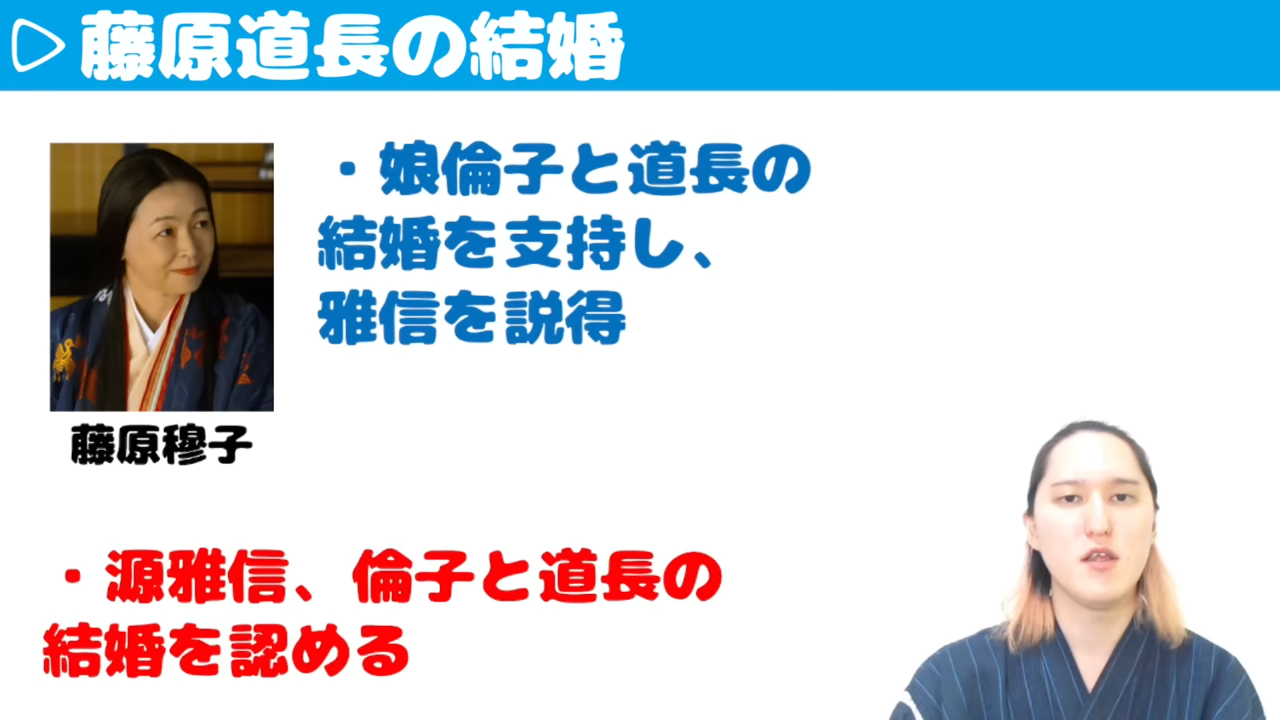 藤原道長の結婚
・娘倫子と道長の
結婚を支持し、
雅信を説得
藤原穆子
・源雅信、倫子と道長の
結婚を認める